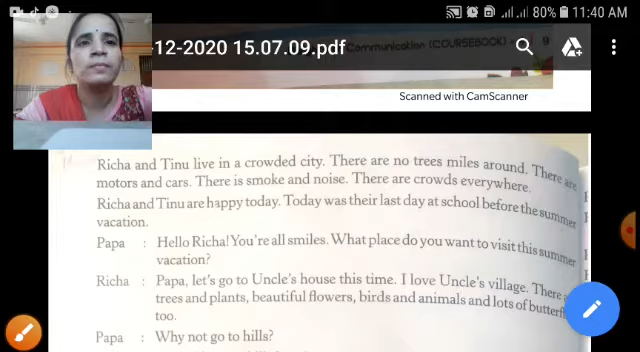 80% 11:40 AM
-12-2020 15.07.09.pdf
Communication (COURSEBOOK) - 9
Scanned with CamScanner
Richa and Tinu live in a crowded city. There are no trees miles around. There are
motors and cars. There is smoke and noise. There are crowds everywhere.
Richa and Tinu are happy today. Today was their last day at school before the summer
vacation.
Papa : Hello Richa! You're all smiles. What place do you want to visit this summer
vacation?
Richa : Papa, let's go to Uncle's house this time. I love Uncle's village. There
trees and plants, beautiful flowers, birds and animals and lots of
too.
Papa : Why not go to hills?